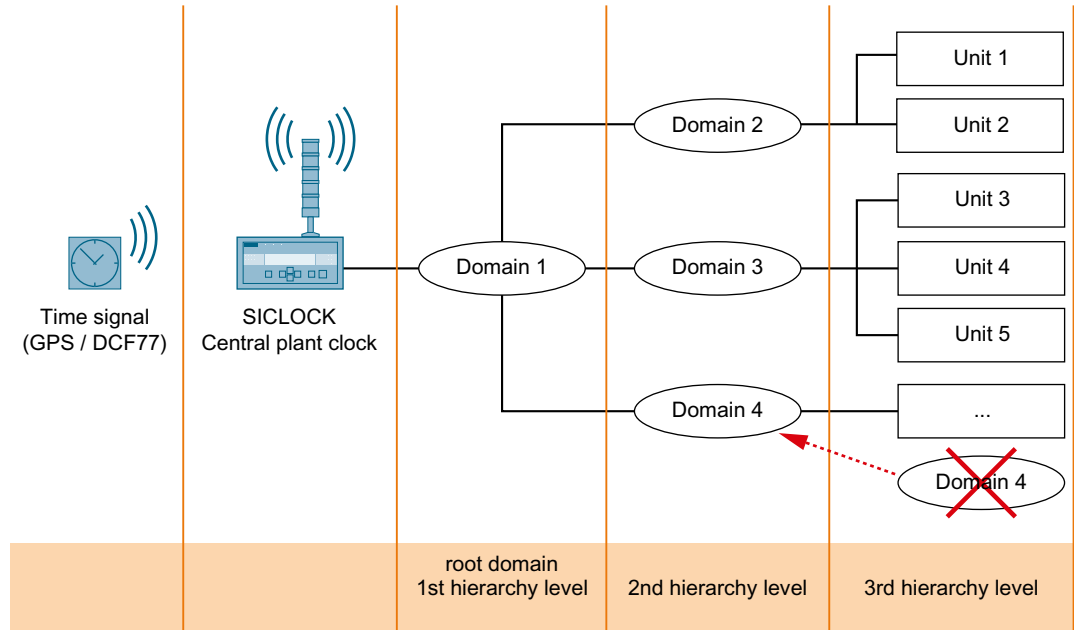 Time signal
(GPS / DCF77)
SICLOCK
Central plant clock
Domain 1
Domain 2
Domain 3
Domain 4
Unit 1
Unit 2
Unit 3
Unit 4
Unit 5
...
Domain 4
root domain
1st hierarchy level
2nd hierarchy level
3rd hierarchy level